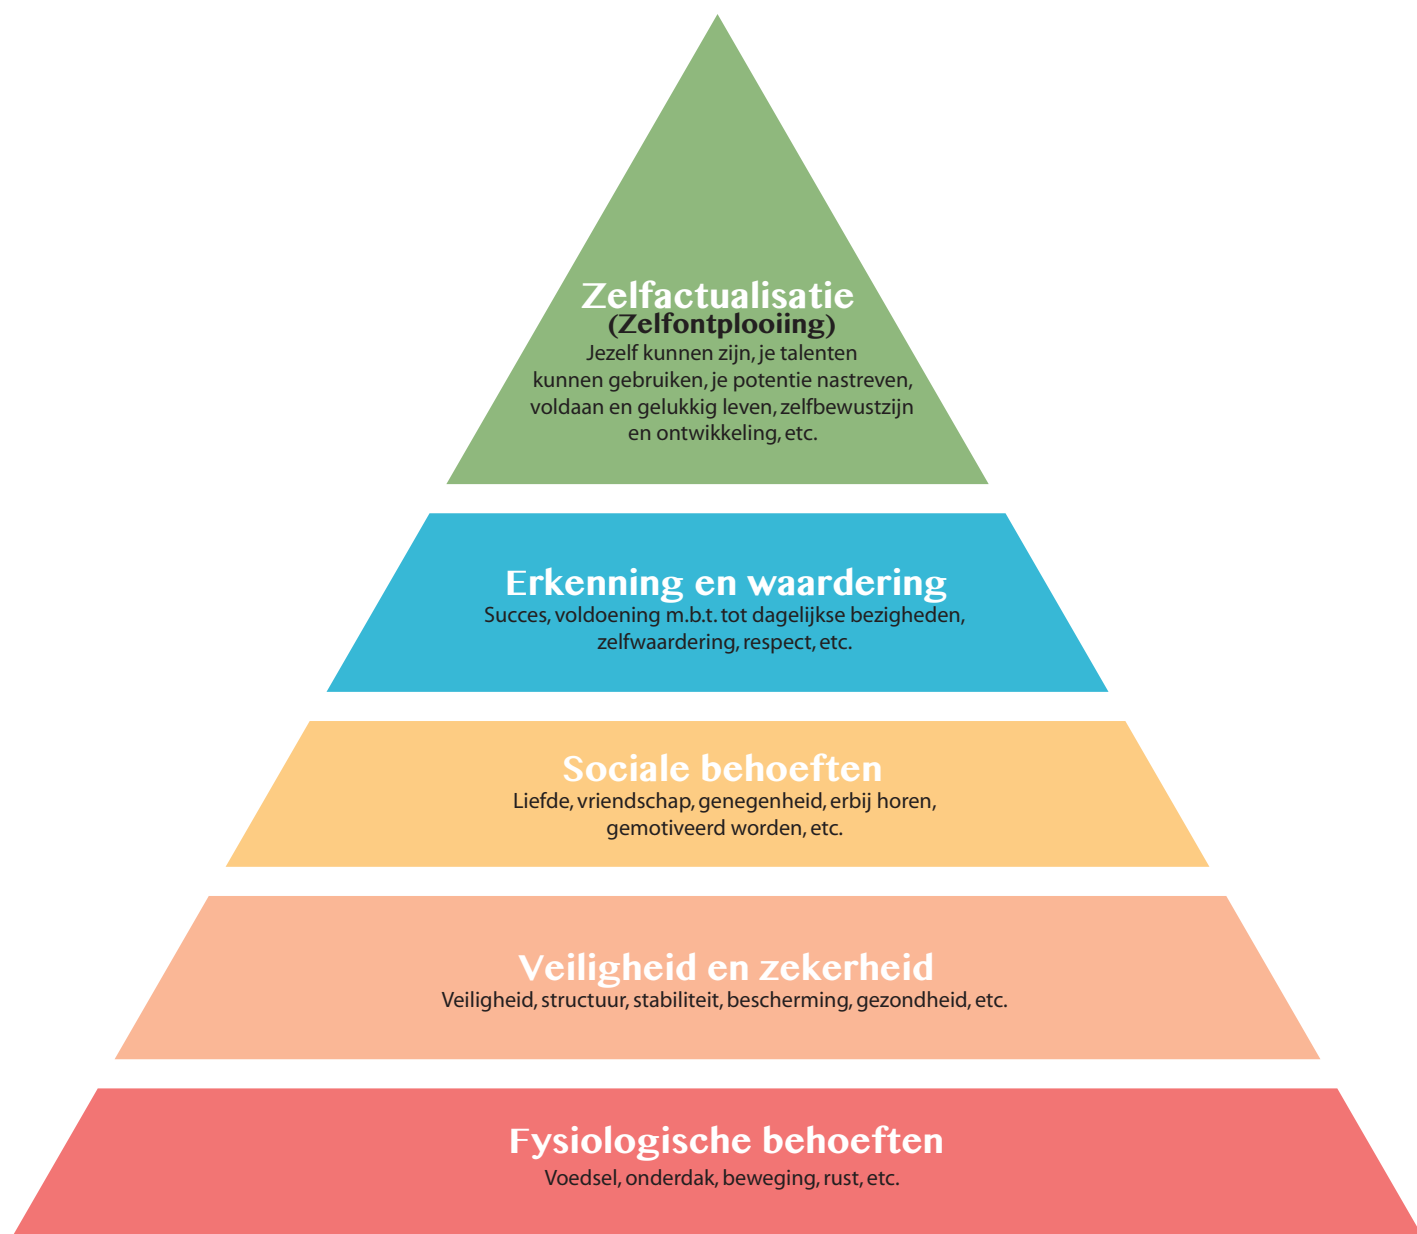 Zelfactualisatie
(Zelfontplooiing)
Jezelf kunnen zijn, je talenten
kunnen gebruiken, je potentie nastreven,
voldaan en gelukkig leven, zelfbewustzijn
en ontwikkeling, etc.
Erkenning en waardering
Succes, voldoening m.b.t. tot dagelijkse bezigheden,
zelfwaardering, respect, etc.
Sociale behoeften
Liefde, vriendschap, genegenheid, erbij horen,
gemotiveerd worden, etc.
Veiligheid en zekerheid
Veiligheid, structuur, stabiliteit, bescherming, gezondheid, etc.
Fysiologische behoeften
Voedsel, onderdak, beweging, rust, etc.